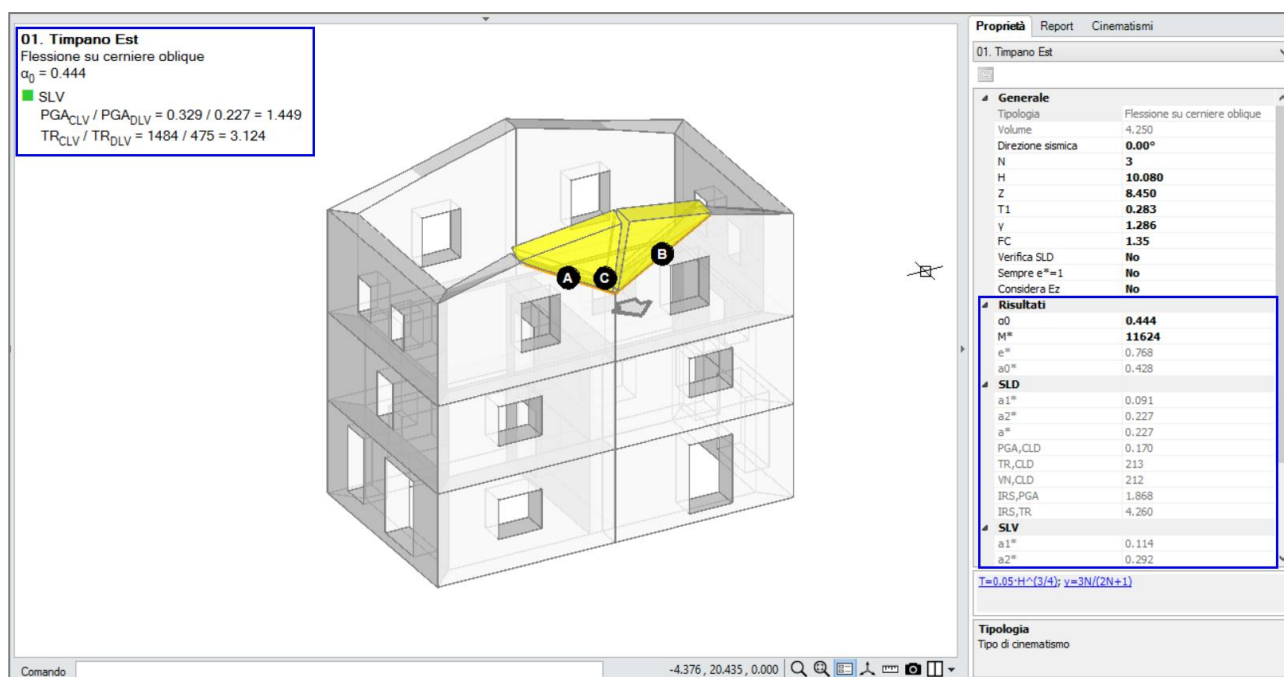 01. Timpano Est
Flessione su cerniere oblique
α0 = 0.444
SLV
PGACLV / PGADLV = 0.329 / 0.227 = 1.449
TRCLV / TRDLV = 1484 / 475 = 3.124
A
C
B
Comando
-4.376 , 20.435 , 0.000
Proprietà Report Cinematismi
01. Timpano Est
Generale
Tipologia Flessione su cerniere oblique
Volume 4.250
Direzione sismica 0.00°
N 3
H 10.080
Z 8.450
T1 0.283
γ 1.286
FC 1.35
Verifica SLD No
Sempre e*=1 No
Considera Ez No
Risultati
α0 0.444
M* 11624
e* 0.768
a0* 0.428
SLD
a1* 0.091
a2* 0.227
a* 0.227
PGA,CLD 0.170
TR,CLD 213
VN,CLD 212
IRS,PGA 1.868
IRS,TR 4.260
SLV
a1* 0.114
a2* 0.292
T=0.05·H^(3/4); γ=3N/(2N+1)
Tipologia
Tipo di cinematismo